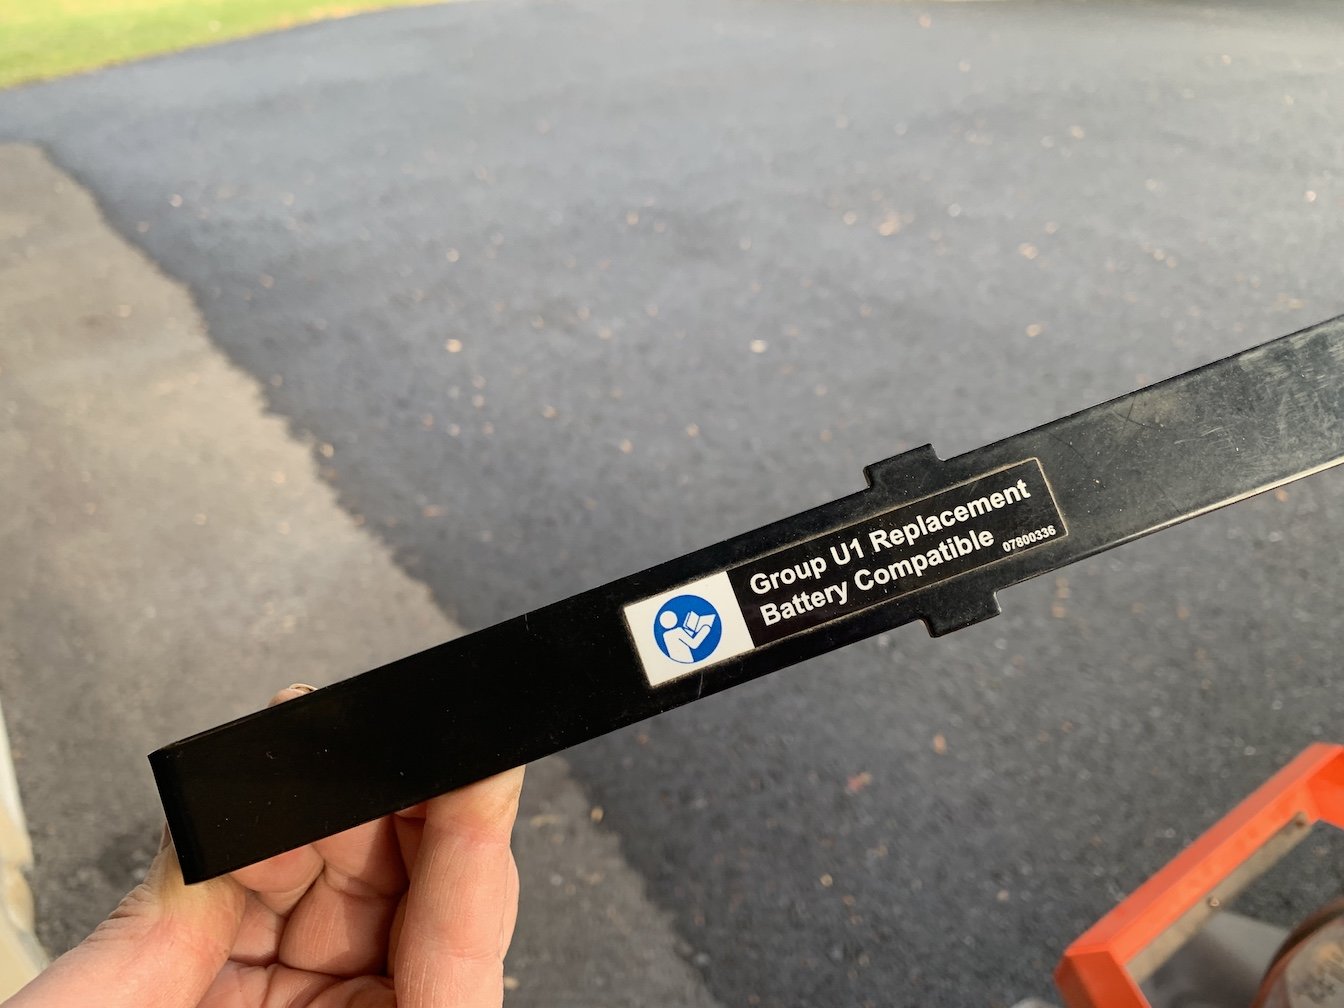 Group U1 Replacement
Battery Compatible
07800336